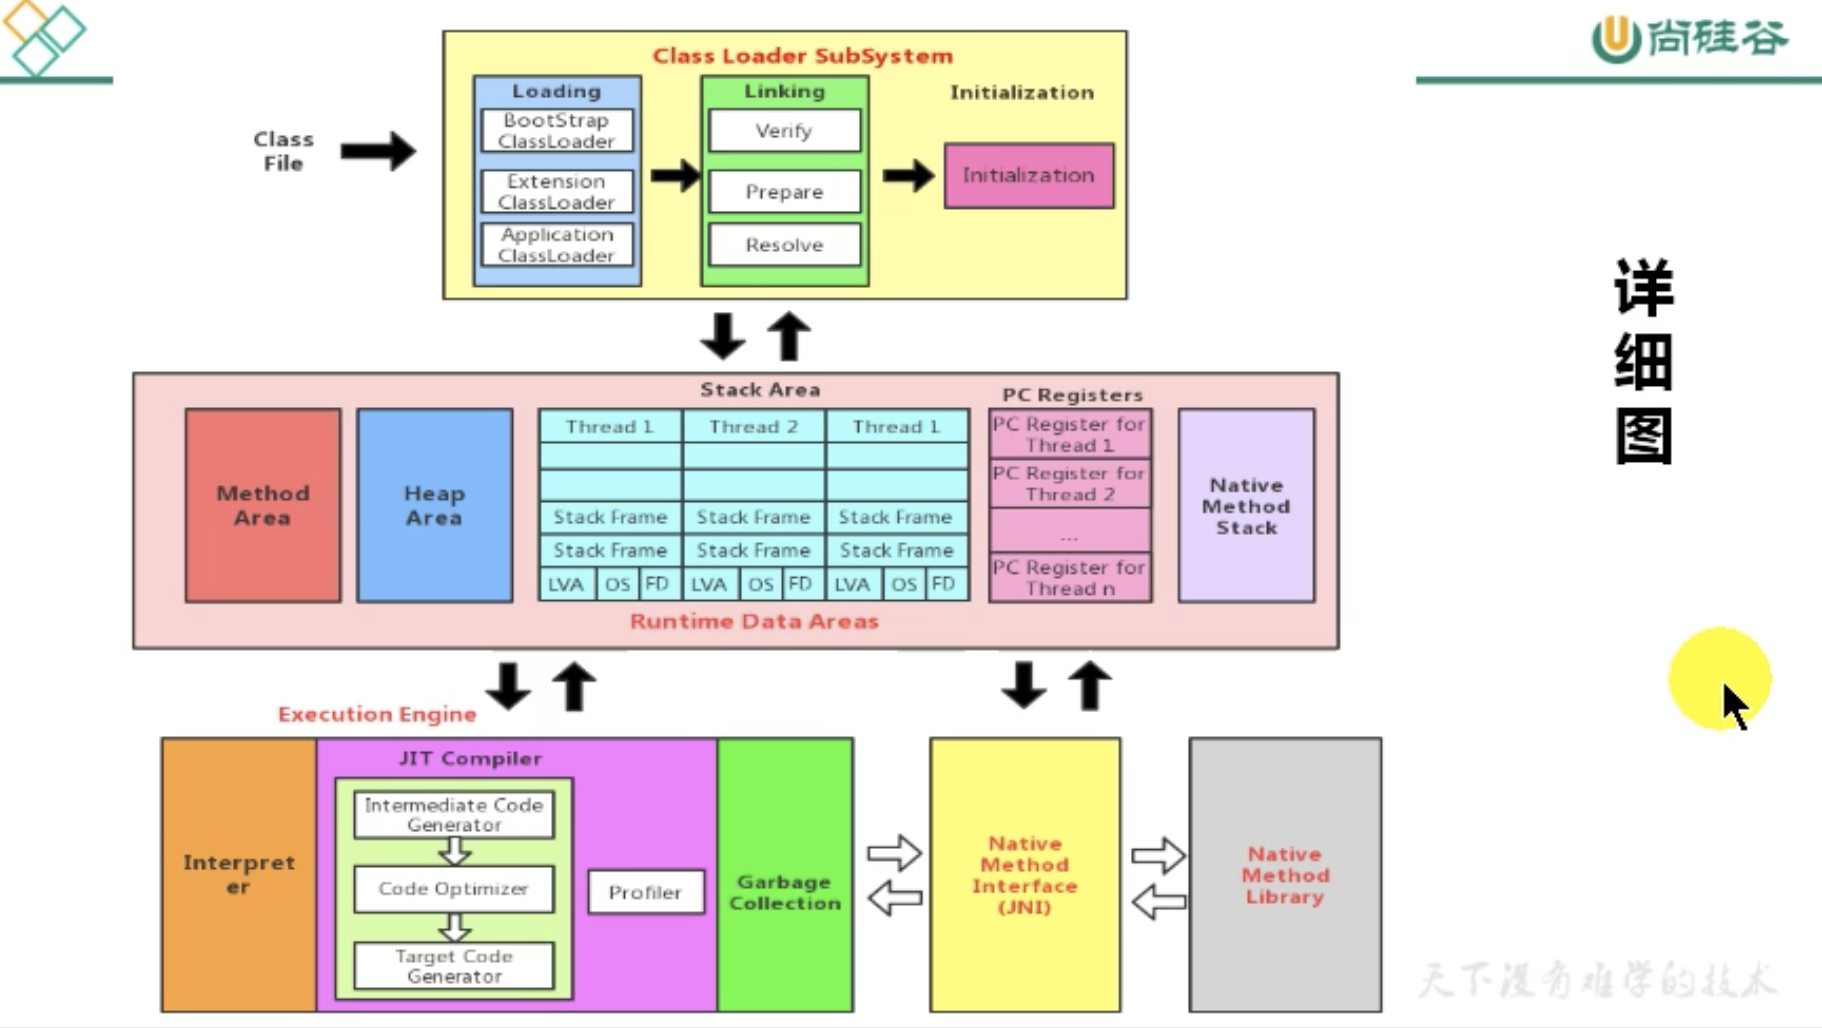 尚硅谷
Class Loader SubSystem
Loading
BootStrap
ClassLoader
Extension
ClassLoader
Application
ClassLoader
Linking
Verify
Prepare
Resolve
Initialization
Initialization
Class
File
详
细
图
Stack Area
PC Registers
Method
Area
Heap
Area
Thread 1
Thread 2
Thread 1
Stack Frame
Stack Frame
Stack Frame
Stack Frame
Stack Frame
Stack Frame
LVA OS FD
LVA OS FD
LVA OS FD
PC Register for
Thread 1
PC Register for
Thread 2
...
PC Register for
Thread n
Native
Method
Stack
Runtime Data Areas
Execution Engine
Interpret
er
JIT Compiler
Intermediate Code
Generator
Code Optimizer
Target Code
Generator
Profiler
Garbage
Collection
Native
Method
Interface
(JNI)
Native
Method
Library
天下没有难学的技术